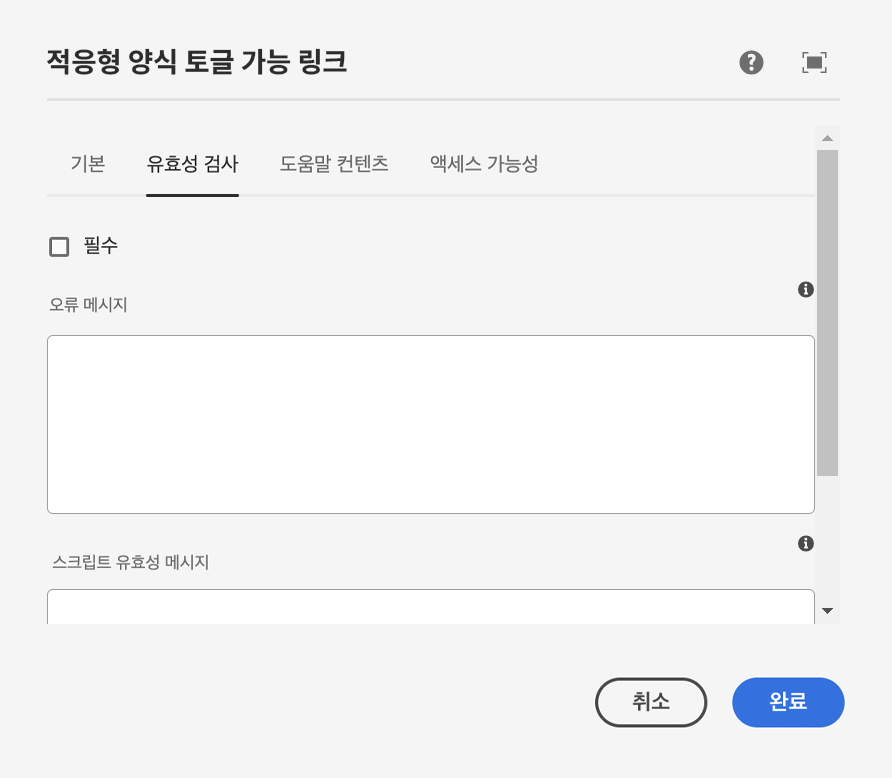 적응형 양식 토글 가능 링크
기본 유효성 검사 도움말 컨텐츠 액세스 가능성
필수
오류 메시지
스크립트 유효성 메시지
취소 완료